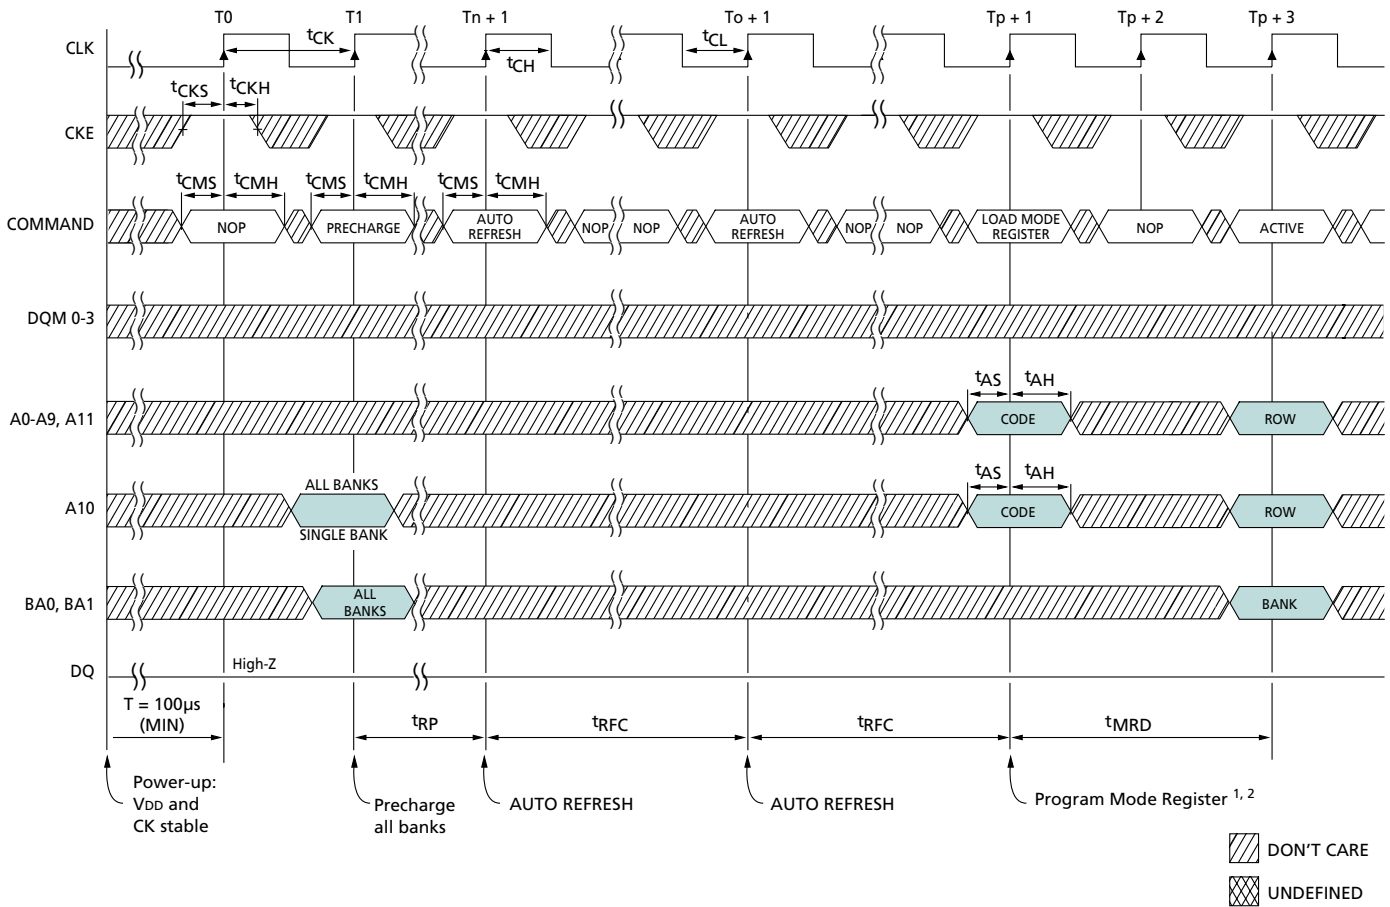 T0 T1 Tn + 1 To + 1 Tp + 1 Tp + 2 Tp + 3
CLK
tCK tCH tCL
tCKS tCKH
CKE
tCMS tCMH tCMS tCMH tCMS tCMH
COMMAND NOP PRECHARGE AUTO REFRESH NOP NOP AUTO REFRESH NOP NOP LOAD MODE REGISTER NOP ACTIVE
DQM 0-3
tAS tAH
A0-A9, A11 CODE ROW
ALL BANKS tAS tAH
A10 CODE ROW
SINGLE BANK
BA0, BA1 ALL BANKS BANK
DQ High-Z
T = 100µs
(MIN)
tRP tRFC tRFC tMRD
Power-up:
VDD and
CK stable
Precharge
all banks
AUTO REFRESH
AUTO REFRESH
Program Mode Register 1, 2
DON'T CARE
UNDEFINED